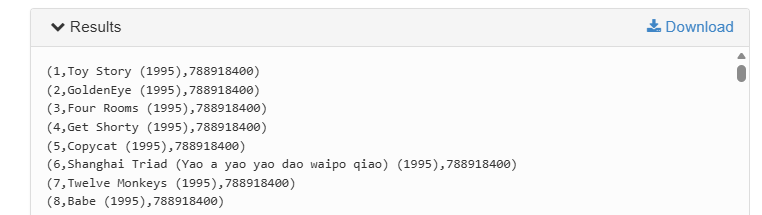 Results
Download
(1,Toy Story (1995),788918400)
(2,GoldenEye (1995),788918400)
(3,Four Rooms (1995),788918400)
(4,Get Shorty (1995),788918400)
(5,Copycat (1995),788918400)
(6,Shanghai Triad (Yao a yao yao dao waipo qiao) (1995),788918400)
(7,Twelve Monkeys (1995),788918400)
(8,Babe (1995),788918400)